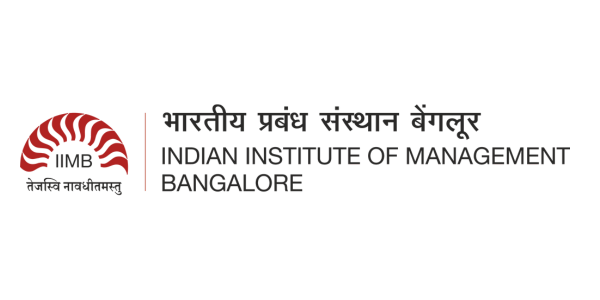 IIMB
तेजस्वि नावधीतमस्तु
भारतीय प्रबंध संस्थान बेंगलूर
INDIAN INSTITUTE OF MANAGEMENT
BANGALORE